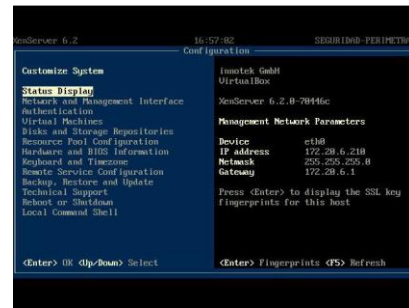 XenServer 6.2 16:57:02 SEGURIDAD-PERIMETRA
Configuration
Customize System
Status Display
Network and Management Interface
Authentication
Virtual Machines
Disks and Storage Repositories
Resource Pool Configuration
Hardware and BIOS Information
Keyboard and Timezone
Remote Service Configuration
Backup, Restore and Update
Technical Support
Reboot or Shutdown
Local Command Shell
<Enter> OK <Up/Down> Select
innotek GmbH
VirtualBox
XenServer 6.2.0-70446c
Management Network Parameters
Device eth0
IP address 172.20.6.210
Netmask 255.255.255.0
Gateway 172.20.6.1
Press <Enter> to display the SSL key
fingerprints for this host
<Enter> Fingerprints <F5> Refresh